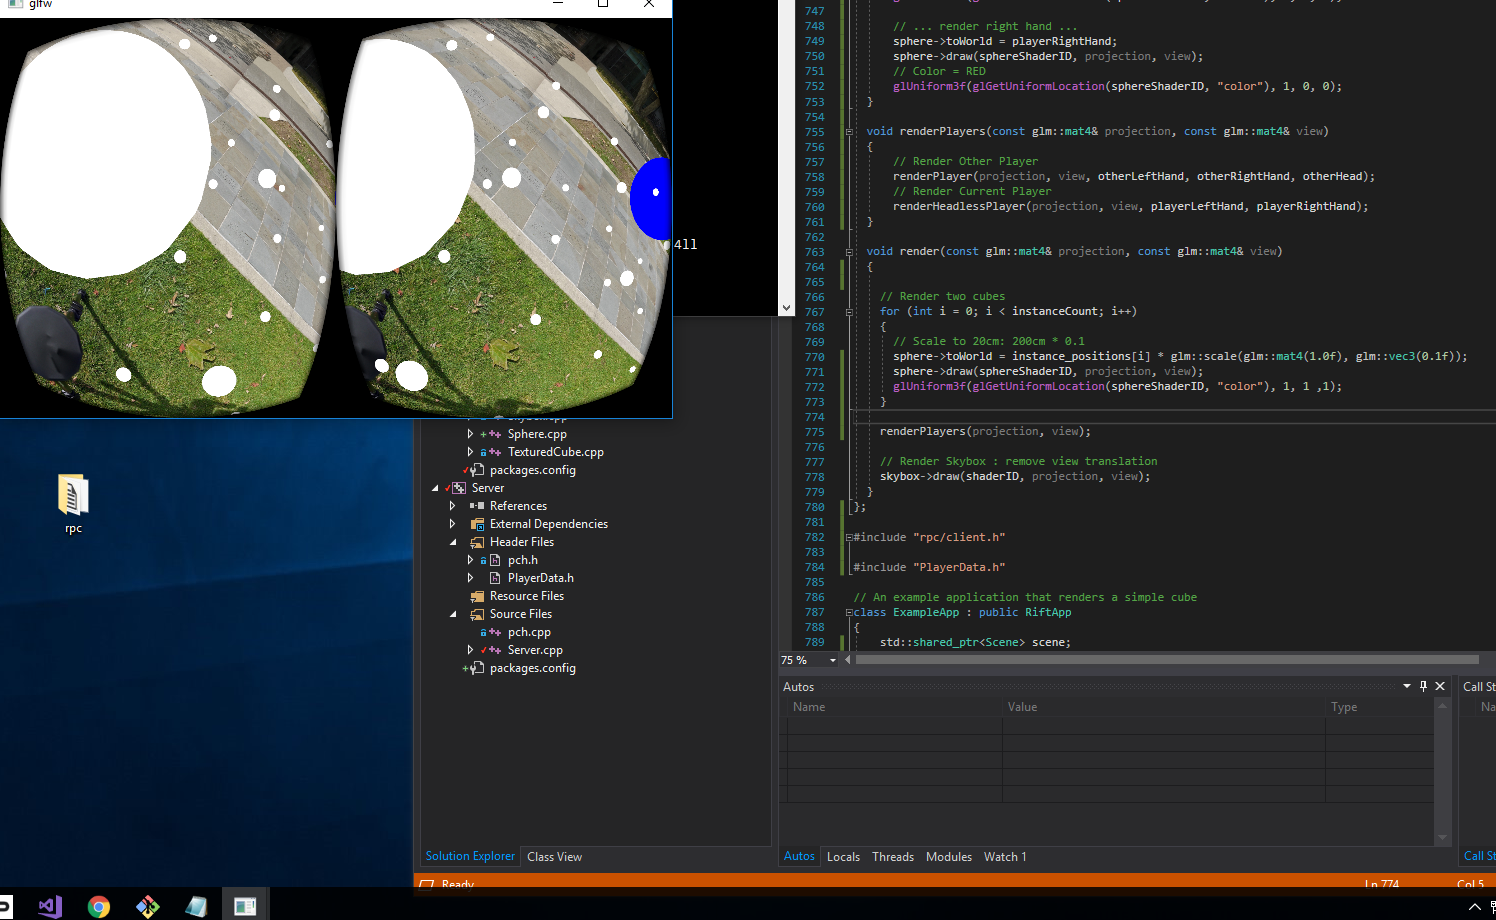 glfw
411
rpc
747
748 // ... render right hand ...
749 sphere->toWorld = playerRightHand;
750 sphere->draw(sphereShaderID, projection, view);
751 // Color = RED
752 glUniform3f(glGetUniformLocation(sphereShaderID, "color"), 1, 0, 0);
753 }
754
755 void renderPlayers(const glm::mat4& projection, const glm::mat4& view)
756 {
757 // Render Other Player
758 renderPlayer(projection, view, otherLeftHand, otherRightHand, otherHead);
759 // Render Current Player
760 renderHeadlessPlayer(projection, view, playerLeftHand, playerRightHand);
761 }
762
763 void render(const glm::mat4& projection, const glm::mat4& view)
764 {
765
766 // Render two cubes
767 for (int i = 0; i < instanceCount; i++)
768 {
769 // Scale to 20cm: 200cm * 0.1
770 sphere->toWorld = instance_positions[i] * glm::scale(glm::mat4(1.0f), glm::vec3(0.1f));
771 sphere->draw(sphereShaderID, projection, view);
772 glUniform3f(glGetUniformLocation(sphereShaderID, "color"), 1, 1 ,1);
773 }
774
775 renderPlayers(projection, view);
776
777 // Render Skybox : remove view translation
778 skybox->draw(shaderID, projection, view);
779 }
780 };
781
782 #include "rpc/client.h"
783
784 #include "PlayerData.h"
785
786 // An example application that renders a simple cube
787 class ExampleApp : public RiftApp
788 {
789 std::shared_ptr<Scene> scene;
75 %
Sphere.cpp
TexturedCube.cpp
packages.config
Server
References
External Dependencies
Header Files
pch.h
PlayerData.h
Resource Files
Source Files
pch.cpp
Server.cpp
packages.config
Solution Explorer Class View
Autos
Name Value Type
Autos Locals Threads Modules Watch 1
Call St
Na
Call St
Ready Ln 774 Col 5